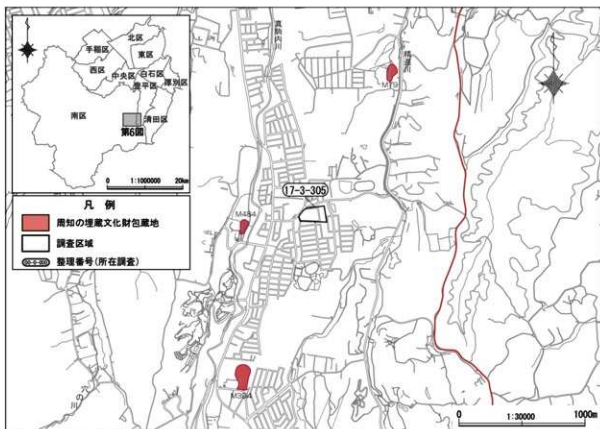 北区
手稲区
東区
西区
白石区
中央区
厚別区
豊平区
南区
清田区
第6図
0 1:1000000 20km
凡 例
周知の埋蔵文化財包蔵地
調査区域
整理番号(所在調査)
真駒内川
M79
17-3-305
M484
0 1:30000 1000m